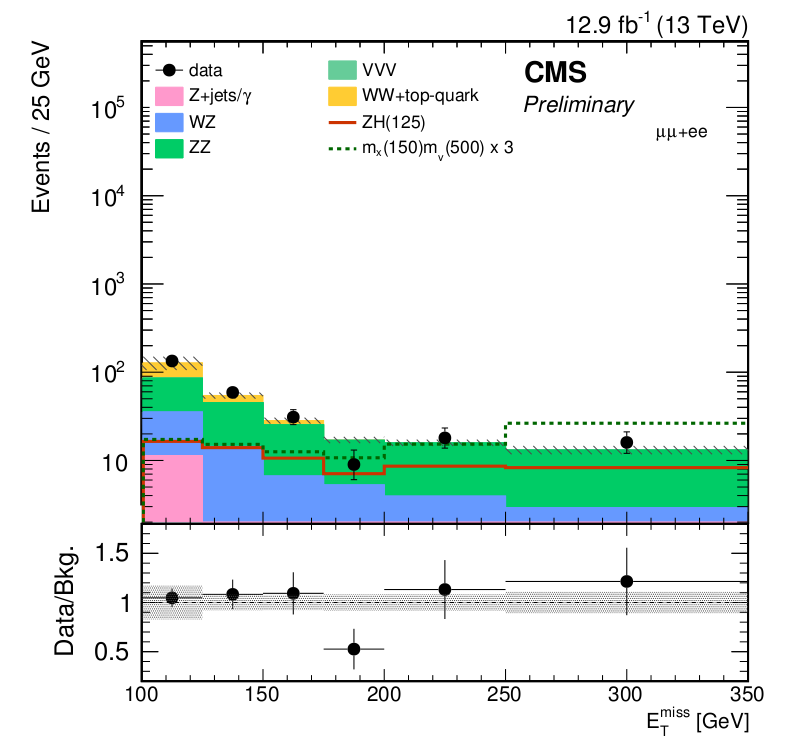 12.9 fb⁻¹ (13 TeV)
Events / 25 GeV
data
Z+jets/γ
WZ
ZZ
VVV
WW+top-quark
ZH(125)
mₓ(150)mᵥ(500) x 3
CMS
Preliminary
μμ+ee
10⁵
10⁴
10³
10²
10
Data/Bkg.
1.5
1
0.5
100 150 200 250 300 350
E_T^miss [GeV]